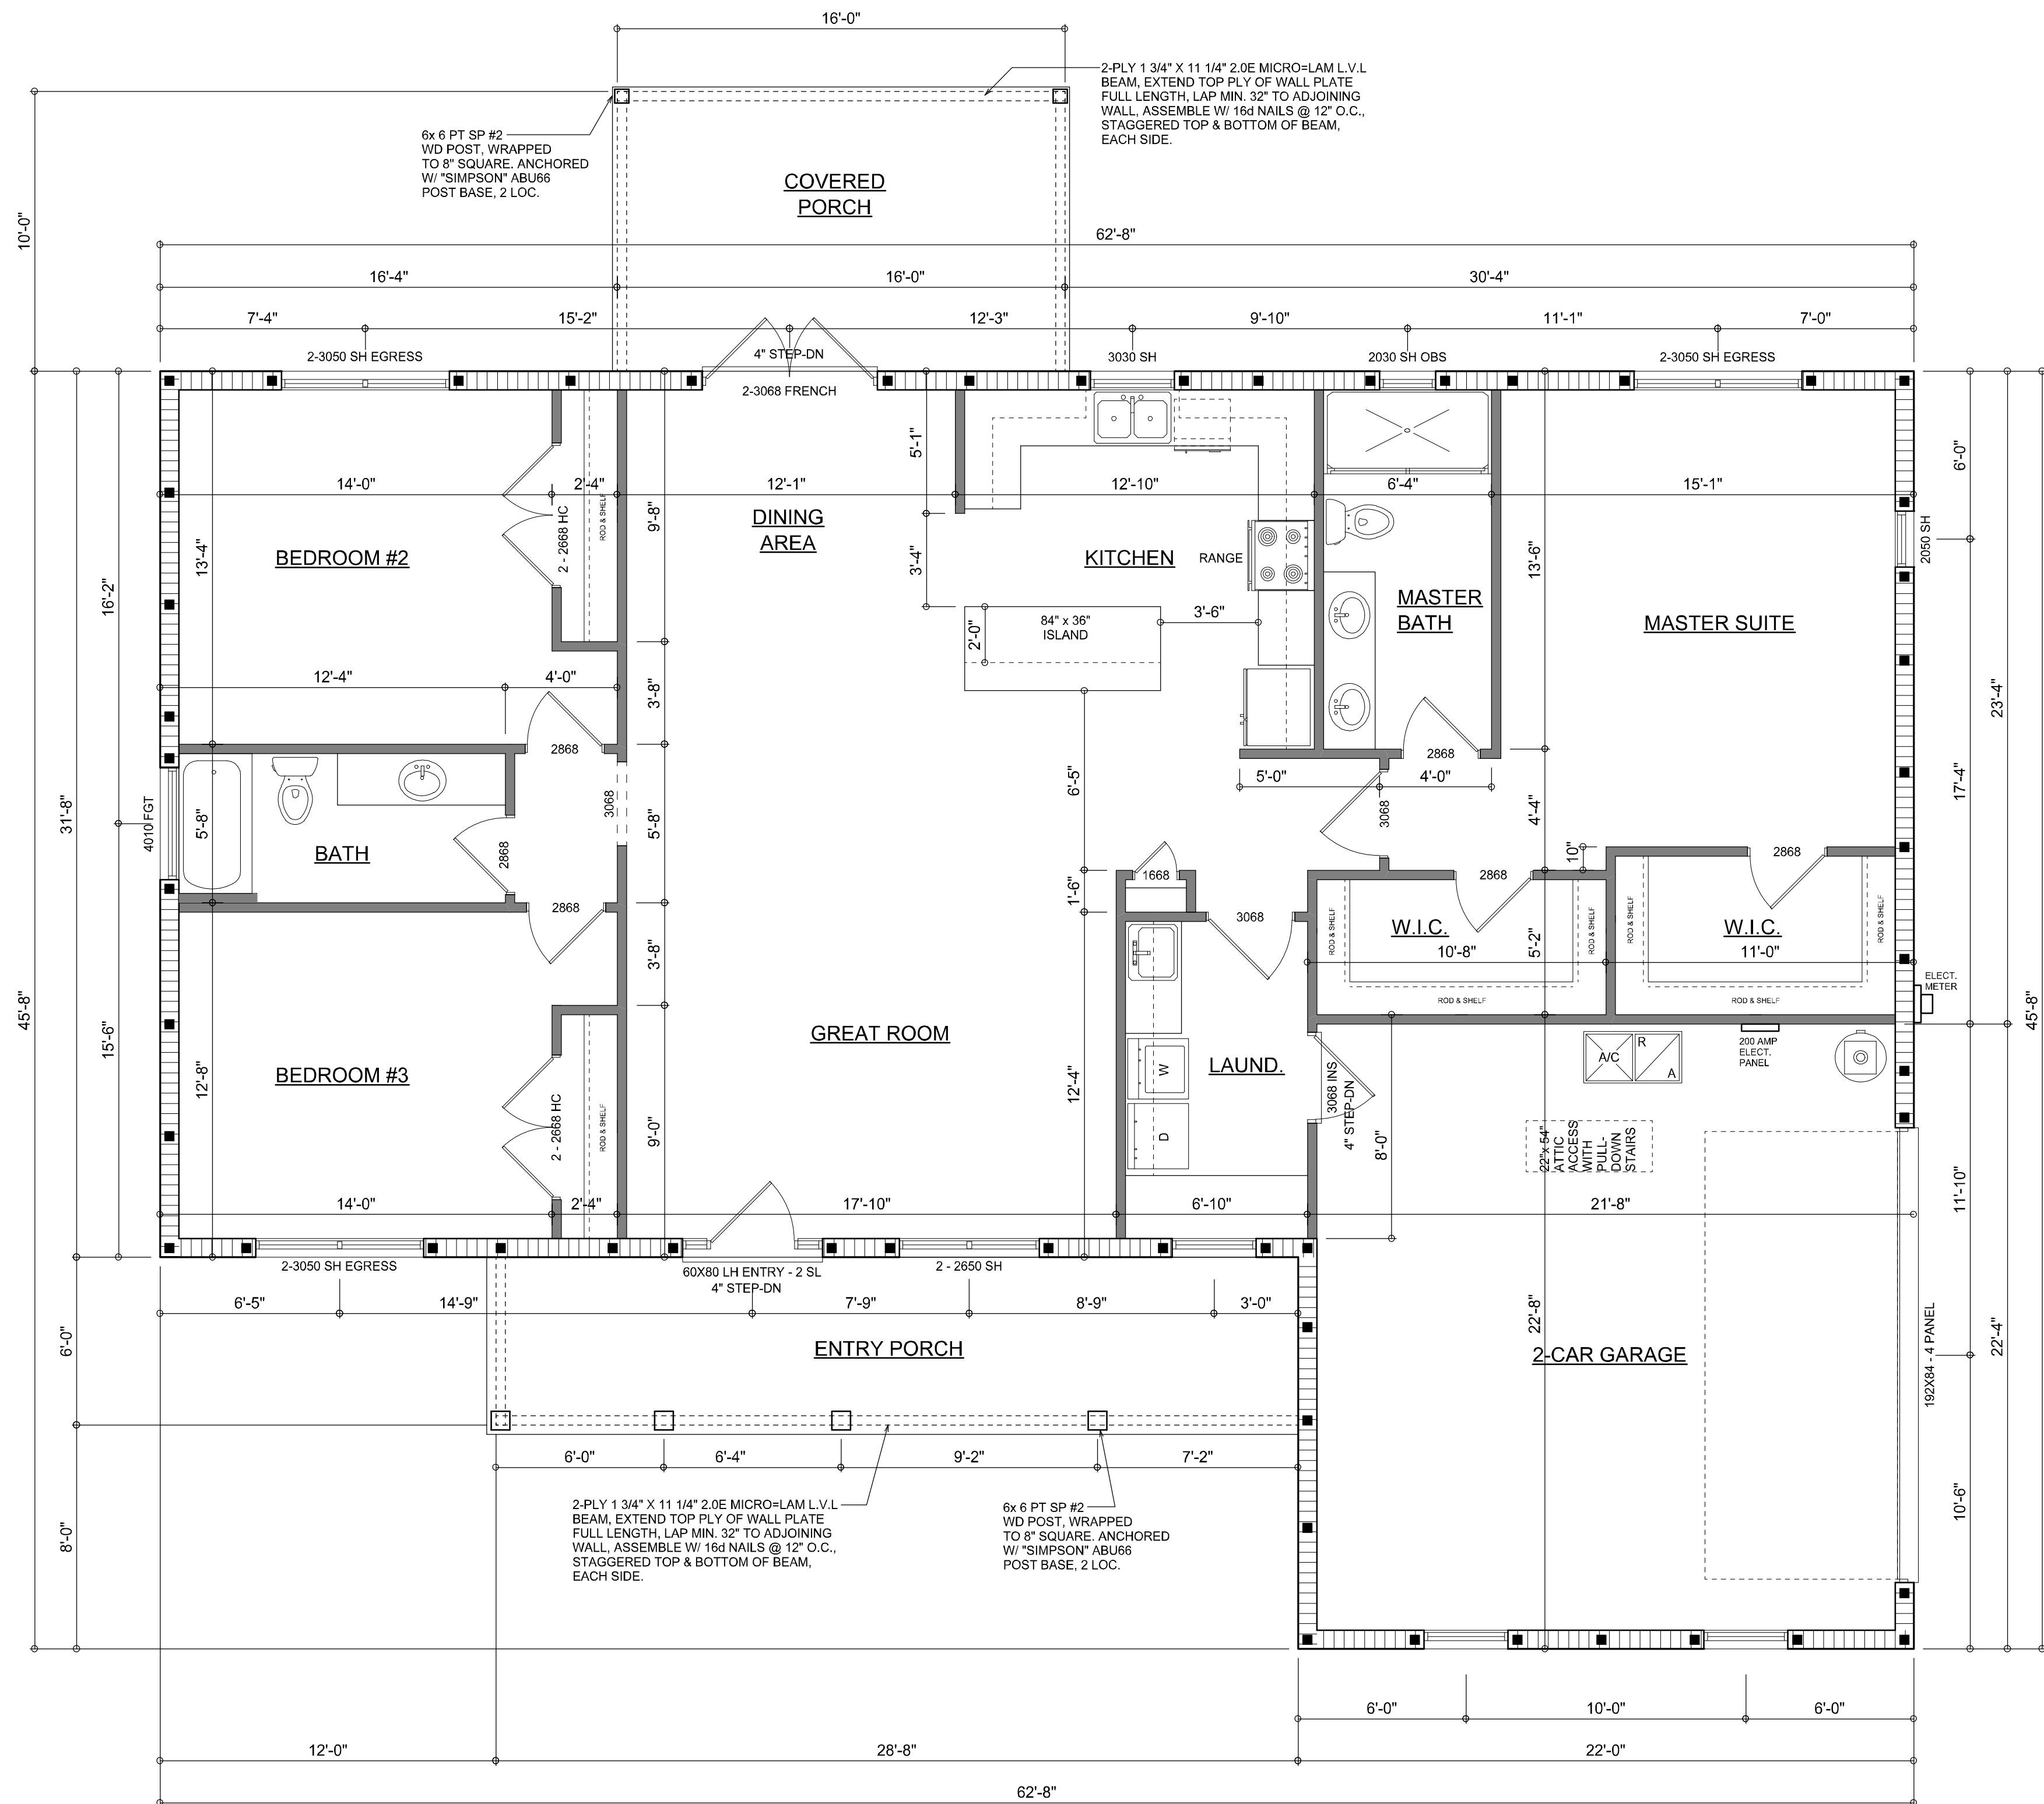 16'-0"
2-PLY 1 3/4" X 11 1/4" 2.0E MICRO=LAM L.V.L
BEAM, EXTEND TOP PLY OF WALL PLATE
FULL LENGTH, LAP MIN. 32" TO ADJOINING
WALL, ASSEMBLE W/ 16d NAILS @ 12" O.C.,
STAGGERED TOP & BOTTOM OF BEAM,
EACH SIDE.
6x 6 PT SP #2
WD POST, WRAPPED
TO 8" SQUARE. ANCHORED
W/ "SIMPSON" ABU66
POST BASE, 2 LOC.
COVERED
PORCH
10'-0"
62'-8"
16'-4"
16'-0"
30'-4"
7'-4"
15'-2"
12'-3"
9'-10"
11'-1"
7'-0"
2-3050 SH EGRESS
4" STEP-DN
3030 SH
2030 SH OBS
2-3050 SH EGRESS
2-3068 FRENCH
5'-1"
6'-0"
14'-0"
2'-4"
12'-1"
12'-10"
6'-4"
15'-1"
ROD & SHELF
9'-8"
DINING
AREA
2 - 2668 HC
BEDROOM #2
13'-4"
3'-4"
KITCHEN
RANGE
13'-6"
2050 SH
16'-2"
MASTER
BATH
MASTER SUITE
84" x 36"
ISLAND
3'-6"
2'-0"
12'-4"
4'-0"
3'-8"
23'-4"
2868
2868
6'-5"
5'-0"
4'-0"
17'-4"
31'-8"
4010 FGT
5'-8"
BATH
2868
3068
5'-8"
3068
4'-4"
10"
2868
2868
1668
1'-6"
2868
3068
ROD & SHELF
W.I.C.
10'-8"
ROD & SHELF
5'-2"
ROD & SHELF
W.I.C.
11'-0"
ROD & SHELF
3'-8"
ROD & SHELF
ROD & SHELF
ELECT.
METER
45'-8"
45'-8"
15'-6"
GREAT ROOM
A/C
R
A
200 AMP
ELECT.
PANEL
BEDROOM #3
12'-8"
12'-4"
W
LAUND.
3068 INS
4" STEP-DN
2 - 2668 HC
ROD & SHELF
9'-0"
D
8'-0"
22"x 54"
ATTIC
ACCESS
WITH
PULL-
DOWN
STAIRS
11'-10"
14'-0"
2'-4"
17'-10"
6'-10"
21'-8"
2-3050 SH EGRESS
60X80 LH ENTRY - 2 SL
4" STEP-DN
2 - 2650 SH
6'-5"
14'-9"
7'-9"
8'-9"
3'-0"
22'-8"
22'-4"
6'-0"
ENTRY PORCH
2-CAR GARAGE
192X84 - 4 PANEL
6'-0"
6'-4"
9'-2"
7'-2"
10'-6"
8'-0"
2-PLY 1 3/4" X 11 1/4" 2.0E MICRO=LAM L.V.L
BEAM, EXTEND TOP PLY OF WALL PLATE
FULL LENGTH, LAP MIN. 32" TO ADJOINING
WALL, ASSEMBLE W/ 16d NAILS @ 12" O.C.,
STAGGERED TOP & BOTTOM OF BEAM,
EACH SIDE.
6x 6 PT SP #2
WD POST, WRAPPED
TO 8" SQUARE. ANCHORED
W/ "SIMPSON" ABU66
POST BASE, 2 LOC.
6'-0"
10'-0"
6'-0"
12'-0"
28'-8"
22'-0"
62'-8"